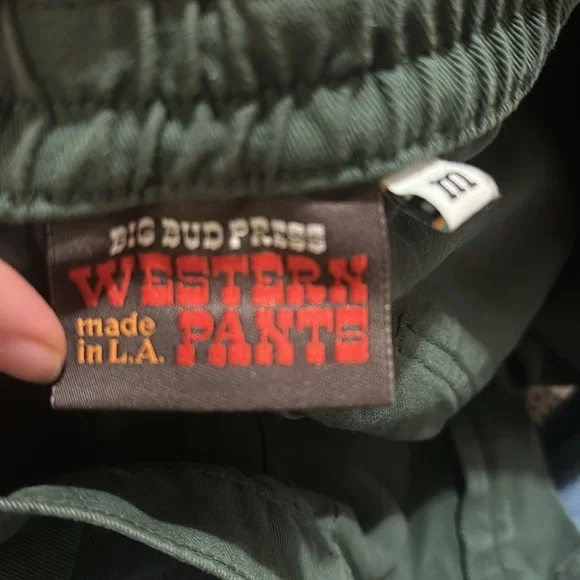 BIG BUD PRESS
WESTERN
made
in L.A.
PANTS
m